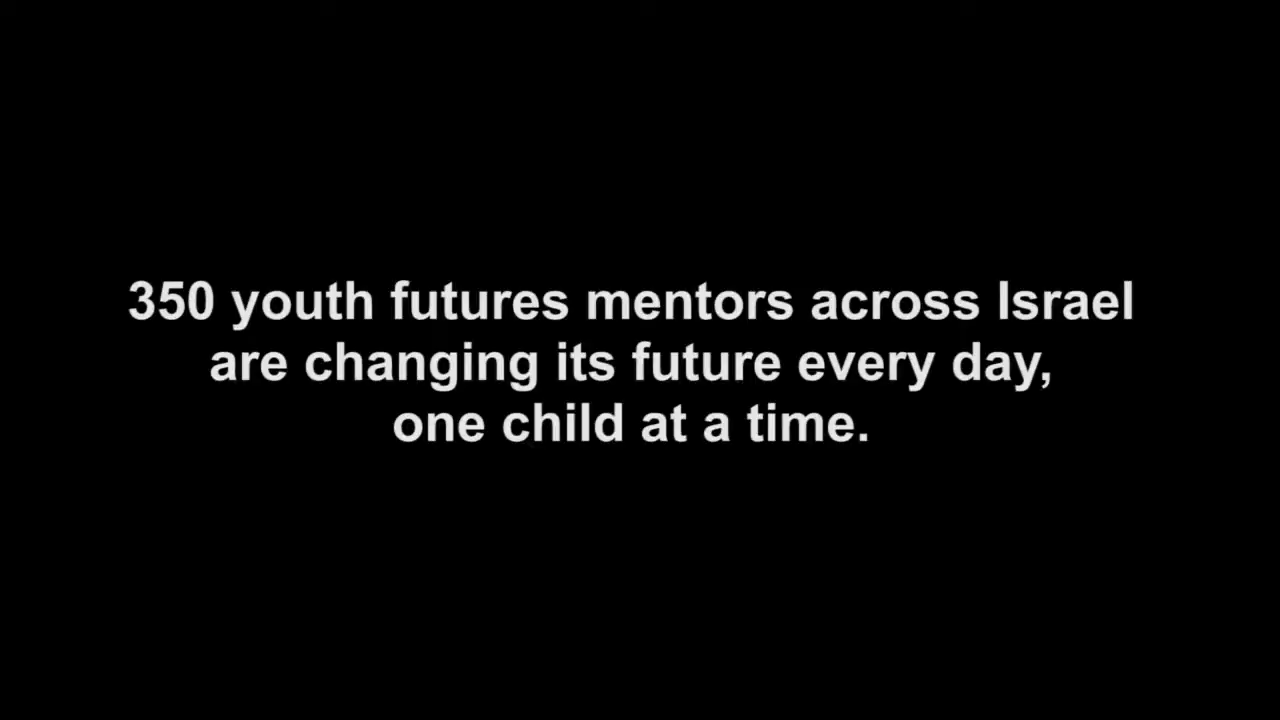 350 youth futures mentors across Israel
are changing its future every day,
one child at a time.